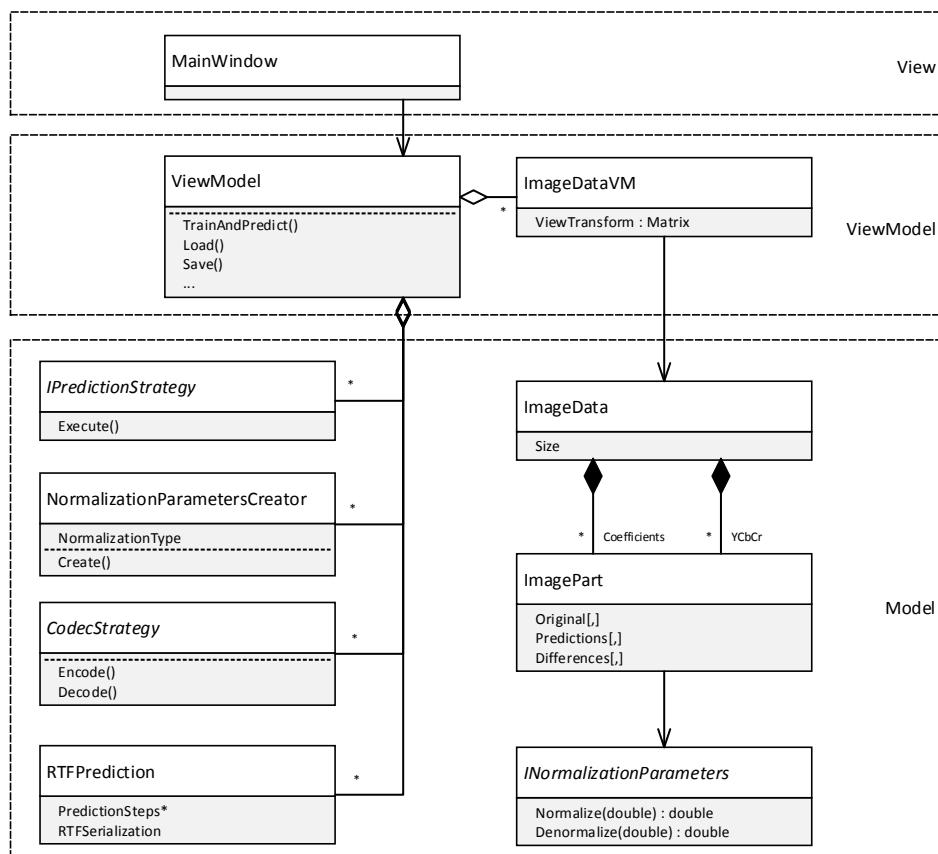 MainWindow
View
ViewModel
TrainAndPredict()
Load()
Save()
...
*
ImageDataVM
ViewTransform : Matrix
ViewModel
IPredictionStrategy
Execute()
*
NormalizationParametersCreator
NormalizationType
Create()
*
CodecStrategy
Encode()
Decode()
*
RTFPrediction
PredictionSteps*
RTFSerialization
*
ImageData
Size
* Coefficients
* YCbCr
ImagePart
Original[,]
Predictions[,]
Differences[,]
Model
INormalizationParameters
Normalize(double) : double
Denormalize(double) : double